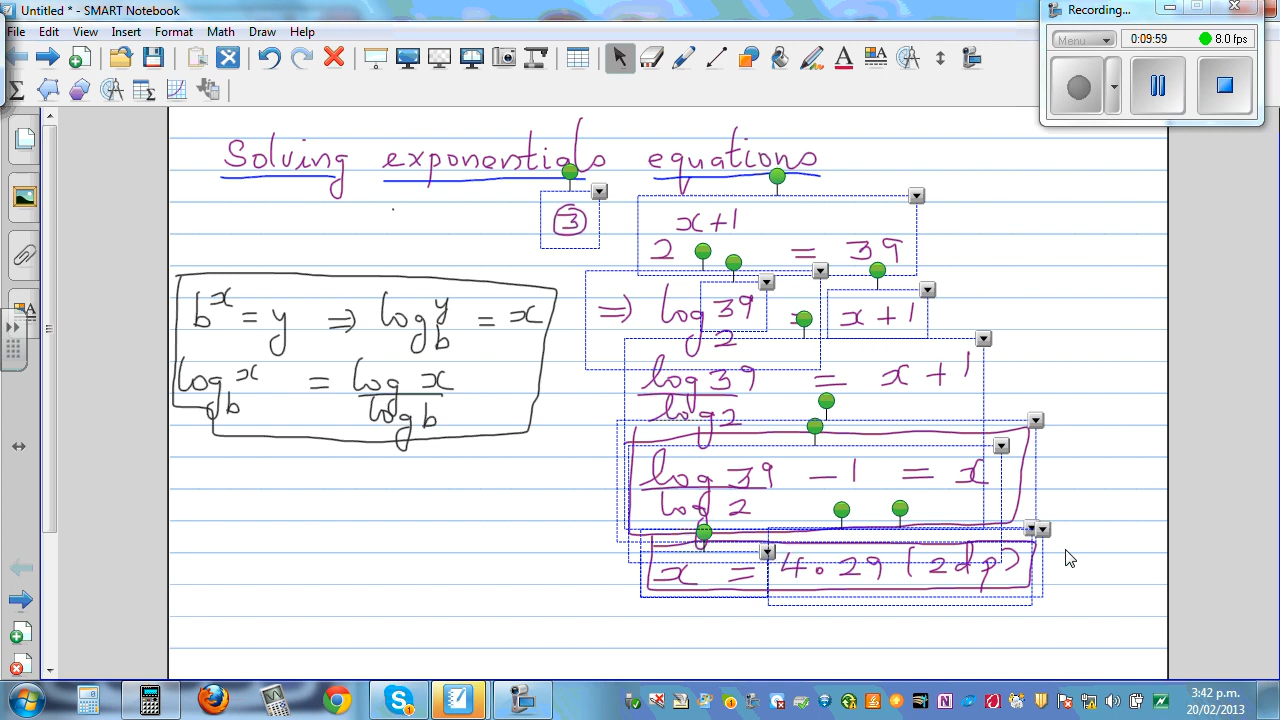 Untitled * - SMART Notebook
File Edit View Insert Format Math Draw Help
Recording...
Menu 0:09:59 8.0 fps
Solving exponentials equations
③ 2^(x+1) = 39
b^x = y ⇒ log_b y = x
log_b x = log x / log b
⇒ log_2 39 = x + 1
log 39 / log 2 = x + 1
log 39 / log 2 − 1 = x
x = 4.29 (2dp)
3:42 p.m.
20/02/2013